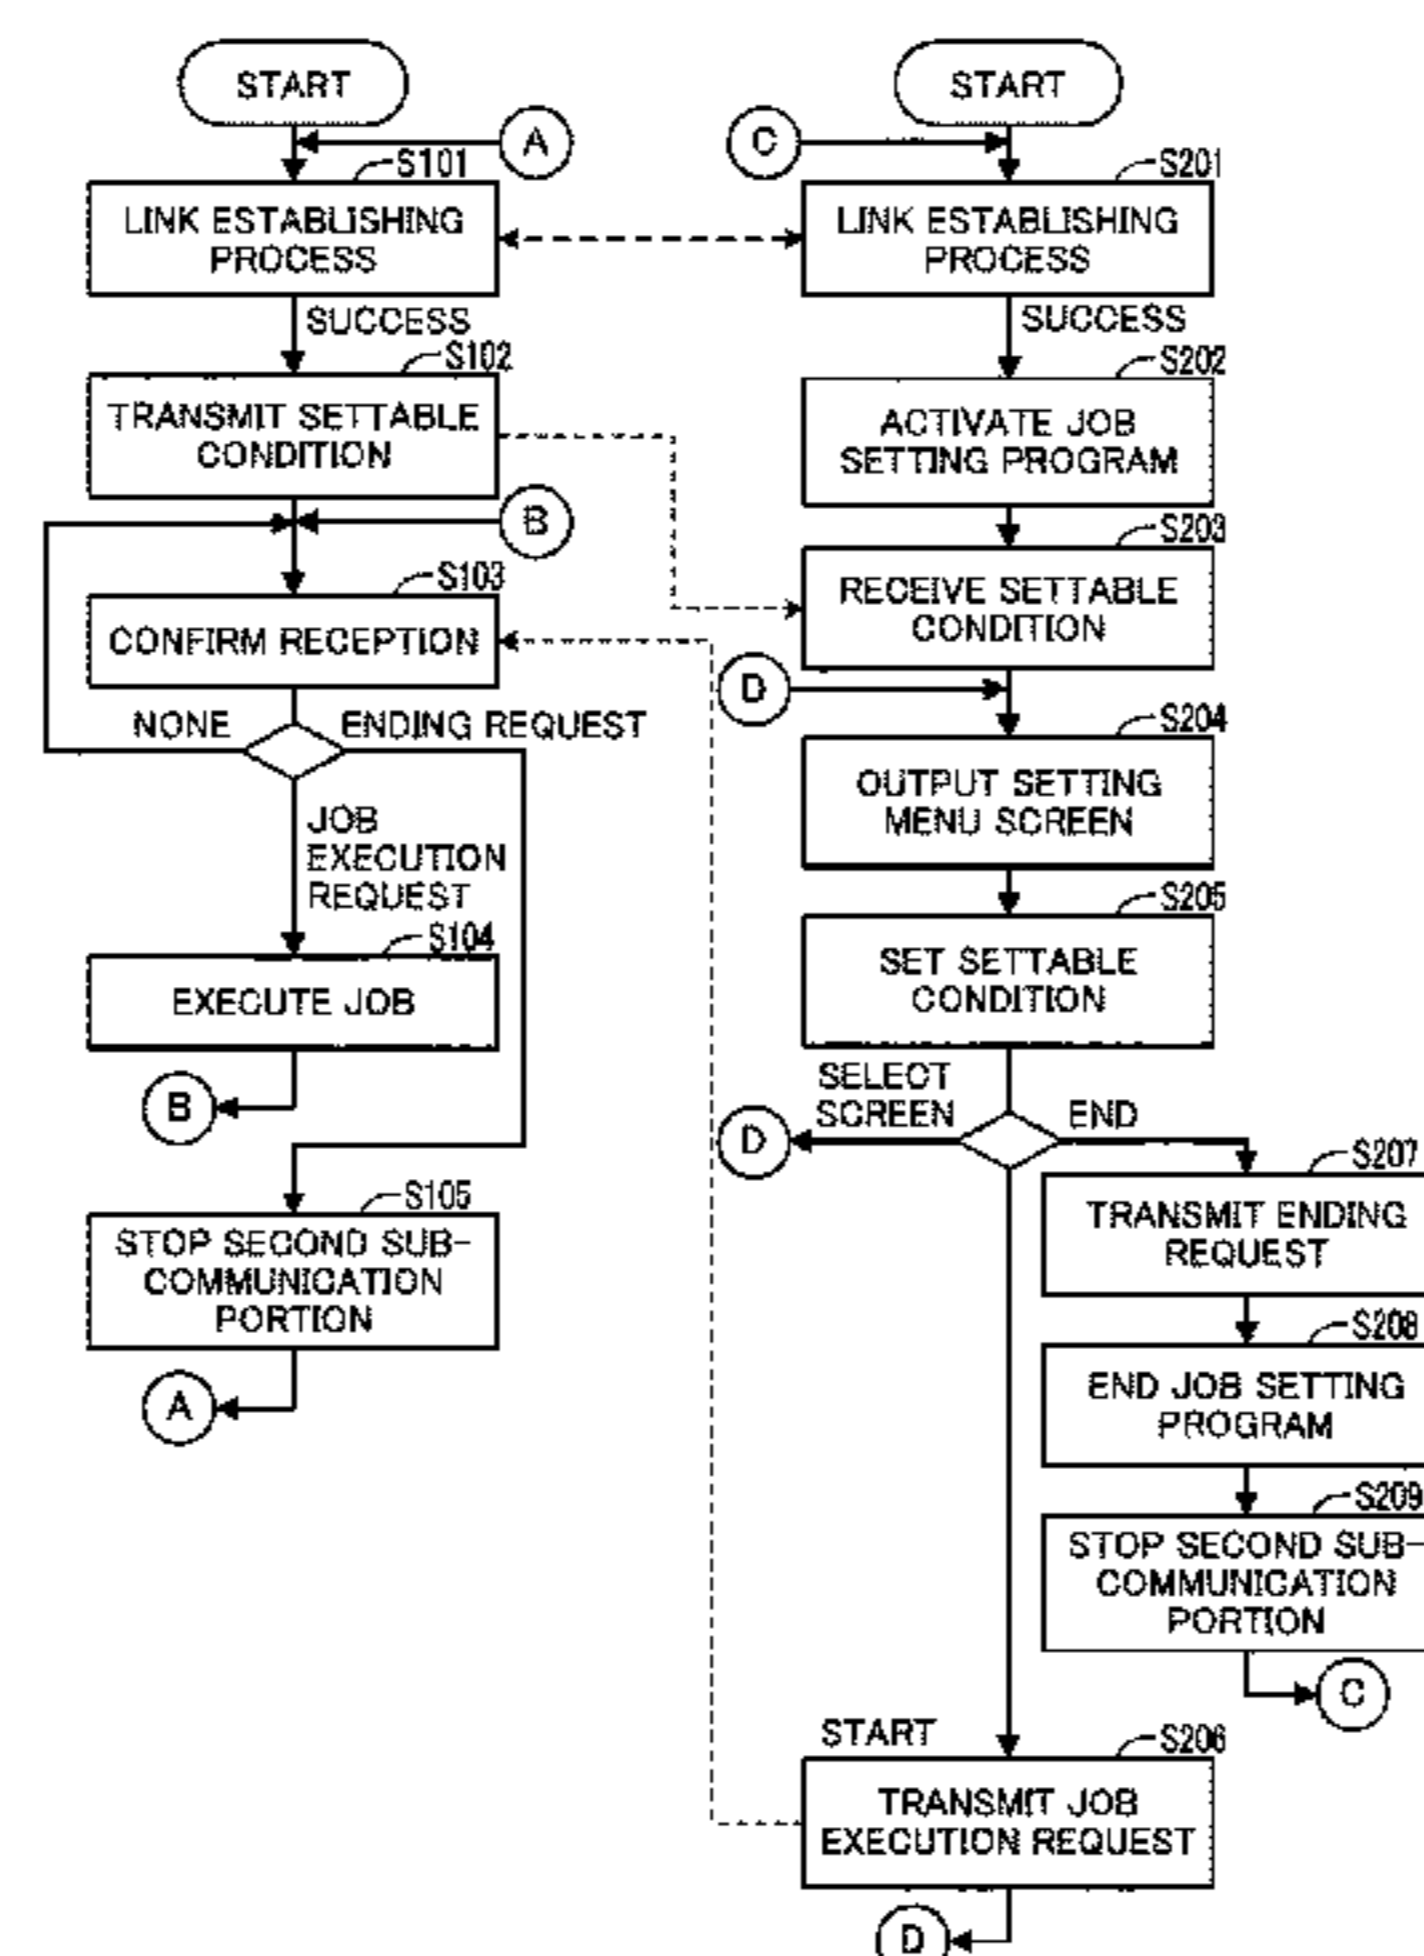 START
A
S101
LINK ESTABLISHING
PROCESS
SUCCESS
S102
TRANSMIT SETTABLE
CONDITION
B
S103
CONFIRM RECEPTION
NONE
ENDING REQUEST
JOB
EXECUTION
REQUEST
S104
EXECUTE JOB
B
S105
STOP SECOND SUB-
COMMUNICATION
PORTION
A
START
C
S201
LINK ESTABLISHING
PROCESS
SUCCESS
S202
ACTIVATE JOB
SETTING PROGRAM
S203
RECEIVE SETTABLE
CONDITION
D
S204
OUTPUT SETTING
MENU SCREEN
S205
SET SETTABLE
CONDITION
SELECT
SCREEN
END
D
S207
TRANSMIT ENDING
REQUEST
S208
END JOB SETTING
PROGRAM
S209
STOP SECOND SUB-
COMMUNICATION
PORTION
C
START
S206
TRANSMIT JOB
EXECUTION REQUEST
D